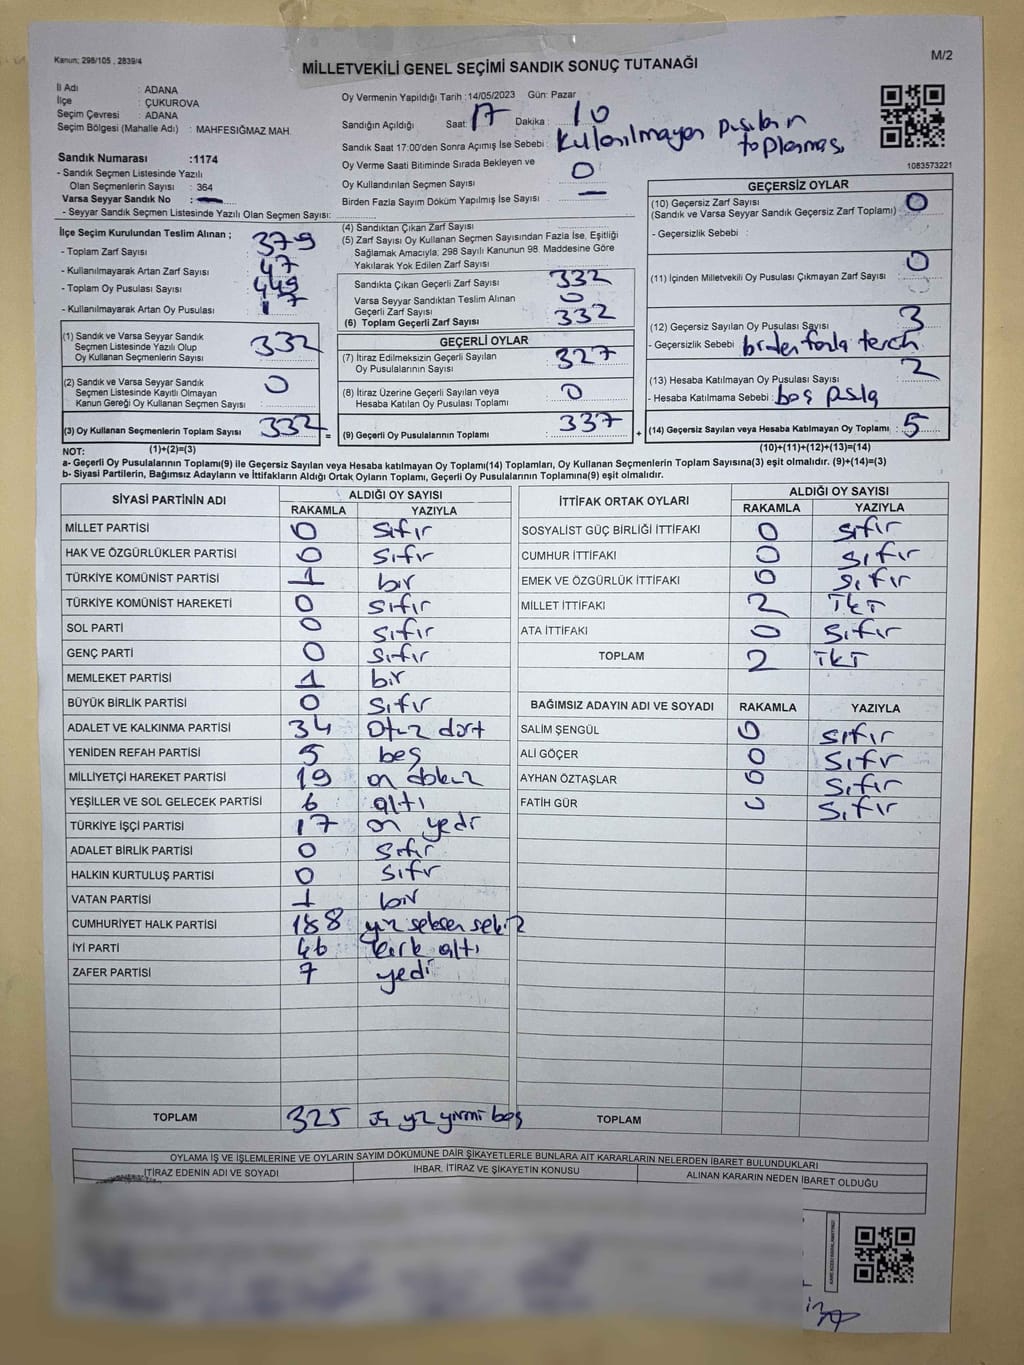 Kanun; 298/105 , 2839/4
M/2
MİLLETVEKİLİ GENEL SEÇİMİ SANDIK SONUÇ TUTANAĞI
İl Adı : ADANA
İlçe : ÇUKUROVA
Seçim Çevresi : ADANA
Seçim Bölgesi (Mahalle Adı) : MAHFESIĞMAZ MAH.
Sandık Numarası :1174
- Sandık Seçmen Listesinde Yazılı
Olan Seçmenlerin Sayısı : 364
Varsa Seyyar Sandık No : —
- Seyyar Sandık Seçmen Listesinde Yazılı Olan Seçmen Sayısı:
Oy Vermenin Yapıldığı Tarih :14/05/2023 Gün: Pazar
Sandığın Açıldığı Saat: 17 Dakika : 10
Sandık Saat 17:00'den Sonra Açımış İse Sebebi : Kullanılmayan pusulanın
toplanması
Oy Verme Saati Bitiminde Sırada Bekleyen ve
Oy Kullandırılan Seçmen Sayısı 0
Birden Fazla Sayım Döküm Yapılmış İse Sayısı : —
1083573221
İlçe Seçim Kurulundan Teslim Alınan ;
- Toplam Zarf Sayısı 379
- Kullanılmayarak Artan Zarf Sayısı : 47
- Toplam Oy Pusulası Sayısı : 449
- Kullanılmayarak Artan Oy Pusulası :
(1) Sandık ve Varsa Seyyar Sandık
Seçmen Listesinde Yazılı Olup
Oy Kullanan Seçmenlerin Sayısı 332
(2) Sandık ve Varsa Seyyar Sandık
Seçmen Listesinde Kayıtlı Olmayan
Kanun Gereği Oy Kullanan Seçmen Sayısı 0
(3) Oy Kullanan Seçmenlerin Toplam Sayısı 332 =
(1)+(2)=(3)
(4) Sandıktan Çıkan Zarf Sayısı
(5) Zarf Sayısı Oy Kullanan Seçmen Sayısından Fazla İse, Eşitliği
Sağlamak Amacıyla, 298 Sayılı Kanunun 98. Maddesine Göre
Yakılarak Yok Edilen Zarf Sayısı
Sandıkta Çıkan Geçerli Zarf Sayısı 332
Varsa Seyyar Sandıktan Teslim Alınan
Geçerli Zarf Sayısı 0
(6) Toplam Geçerli Zarf Sayısı 332
GEÇERLİ OYLAR
(7) İtiraz Edilmeksizin Geçerli Sayılan
Oy Pusulalarının Sayısı 327
(8) İtiraz Üzerine Geçerli Sayılan veya
Hesaba Katılan Oy Pusulası Toplamı 0
(9) Geçerli Oy Pusulalarının Toplamı 337 +
GEÇERSİZ OYLAR
(10) Geçersiz Zarf Sayısı 0
(Sandık ve Varsa Seyyar Sandık Geçersiz Zarf Toplamı)
- Geçersizlik Sebebi :
(11) İçinden Milletvekili Oy Pusulası Çıkmayan Zarf Sayısı 0
(12) Geçersiz Sayılan Oy Pusulası Sayısı 3
- Geçersizlik Sebebi : birden fazla tercih
(13) Hesaba Katılmayan Oy Pusulası Sayısı 2
- Hesaba Katılmama Sebebi : boş pusla
(14) Geçersiz Sayılan veya Hesaba Katılmayan Oy Toplamı : 5
(10)+(11)+(12)+(13)=(14)
NOT:
a- Geçerli Oy Pusulalarının Toplamı(9) ile Geçersiz Sayılan veya Hesaba katılmayan Oy Toplamı(14) Toplamları, Oy Kullanan Seçmenlerin Toplam Sayısına(3) eşit olmalıdır. (9)+(14)=(3)
b- Siyasi Partilerin, Bağımsız Adayların ve İttifakların Aldığı Ortak Oyların Toplamı, Geçerli Oy Pusulalarının Toplamına(9) eşit olmalıdır.
SİYASİ PARTİNİN ADI ALDIĞI OY SAYISI
RAKAMLA YAZIYLA
MİLLET PARTİSİ 0 sıfır
HAK VE ÖZGÜRLÜKLER PARTİSİ 0 sıfır
TÜRKİYE KOMÜNİST PARTİSİ 1 bir
TÜRKİYE KOMÜNİST HAREKETİ 0 sıfır
SOL PARTİ 0 sıfır
GENÇ PARTİ 0 sıfır
MEMLEKET PARTİSİ 1 bir
BÜYÜK BİRLİK PARTİSİ 0 sıfır
ADALET VE KALKINMA PARTİSİ 34 Otuz dört
YENİDEN REFAH PARTİSİ 5 beş
MİLLİYETÇİ HAREKET PARTİSİ 19 on dokuz
YEŞİLLER VE SOL GELECEK PARTİSİ 6 altı
TÜRKİYE İŞÇİ PARTİSİ 17 on yedi
ADALET BİRLİK PARTİSİ 0 sıfır
HALKIN KURTULUŞ PARTİSİ 0 sıfır
VATAN PARTİSİ 1 bir
CUMHURİYET HALK PARTİSİ 188 yüz seksen sekiz
İYİ PARTİ 46 kırk altı
ZAFER PARTİSİ 7 yedi
TOPLAM 325 üç yüz yirmi beş
İTTİFAK ORTAK OYLARI ALDIĞI OY SAYISI
RAKAMLA YAZIYLA
SOSYALİST GÜÇ BİRLİĞİ İTTİFAKI 0 sıfır
CUMHUR İTTİFAKI 0 sıfır
EMEK VE ÖZGÜRLÜK İTTİFAKI 0 sıfır
MİLLET İTTİFAKI 2 İKİ
ATA İTTİFAKI 0 sıfır
TOPLAM 2 İKİ
BAĞIMSIZ ADAYIN ADI VE SOYADI RAKAMLA YAZIYLA
SALİM ŞENGÜL 0 sıfır
ALİ GÖÇER 0 sıfır
AYHAN ÖZTAŞLAR 0 sıfır
FATİH GÜR 0 sıfır
TOPLAM
OYLAMA İŞ VE İŞLEMLERİNE VE OYLARIN SAYIM DÖKÜMÜNE DAİR ŞİKAYETLERLE BUNLARA AİT KARARLARIN NELERDEN İBARET BULUNDUKLARI
İTİRAZ EDENİN ADI VE SOYADI İHBAR, İTİRAZ VE ŞİKAYETİN KONUSU ALINAN KARARIN NEDEN İBARET OLDUĞU